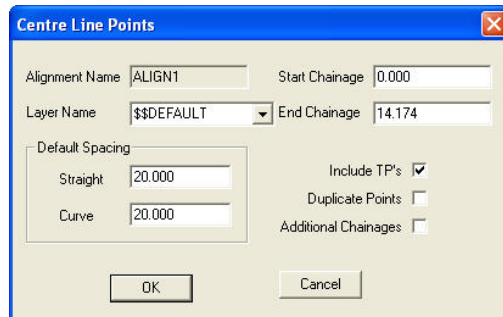 Centre Line Points
Alignment Name ALIGN1 Start Chainage 0.000
Layer Name $$DEFAULT End Chainage 14.174
Default Spacing
Straight 20.000
Curve 20.000
Include TP's
Duplicate Points
Additional Chainages
OK Cancel